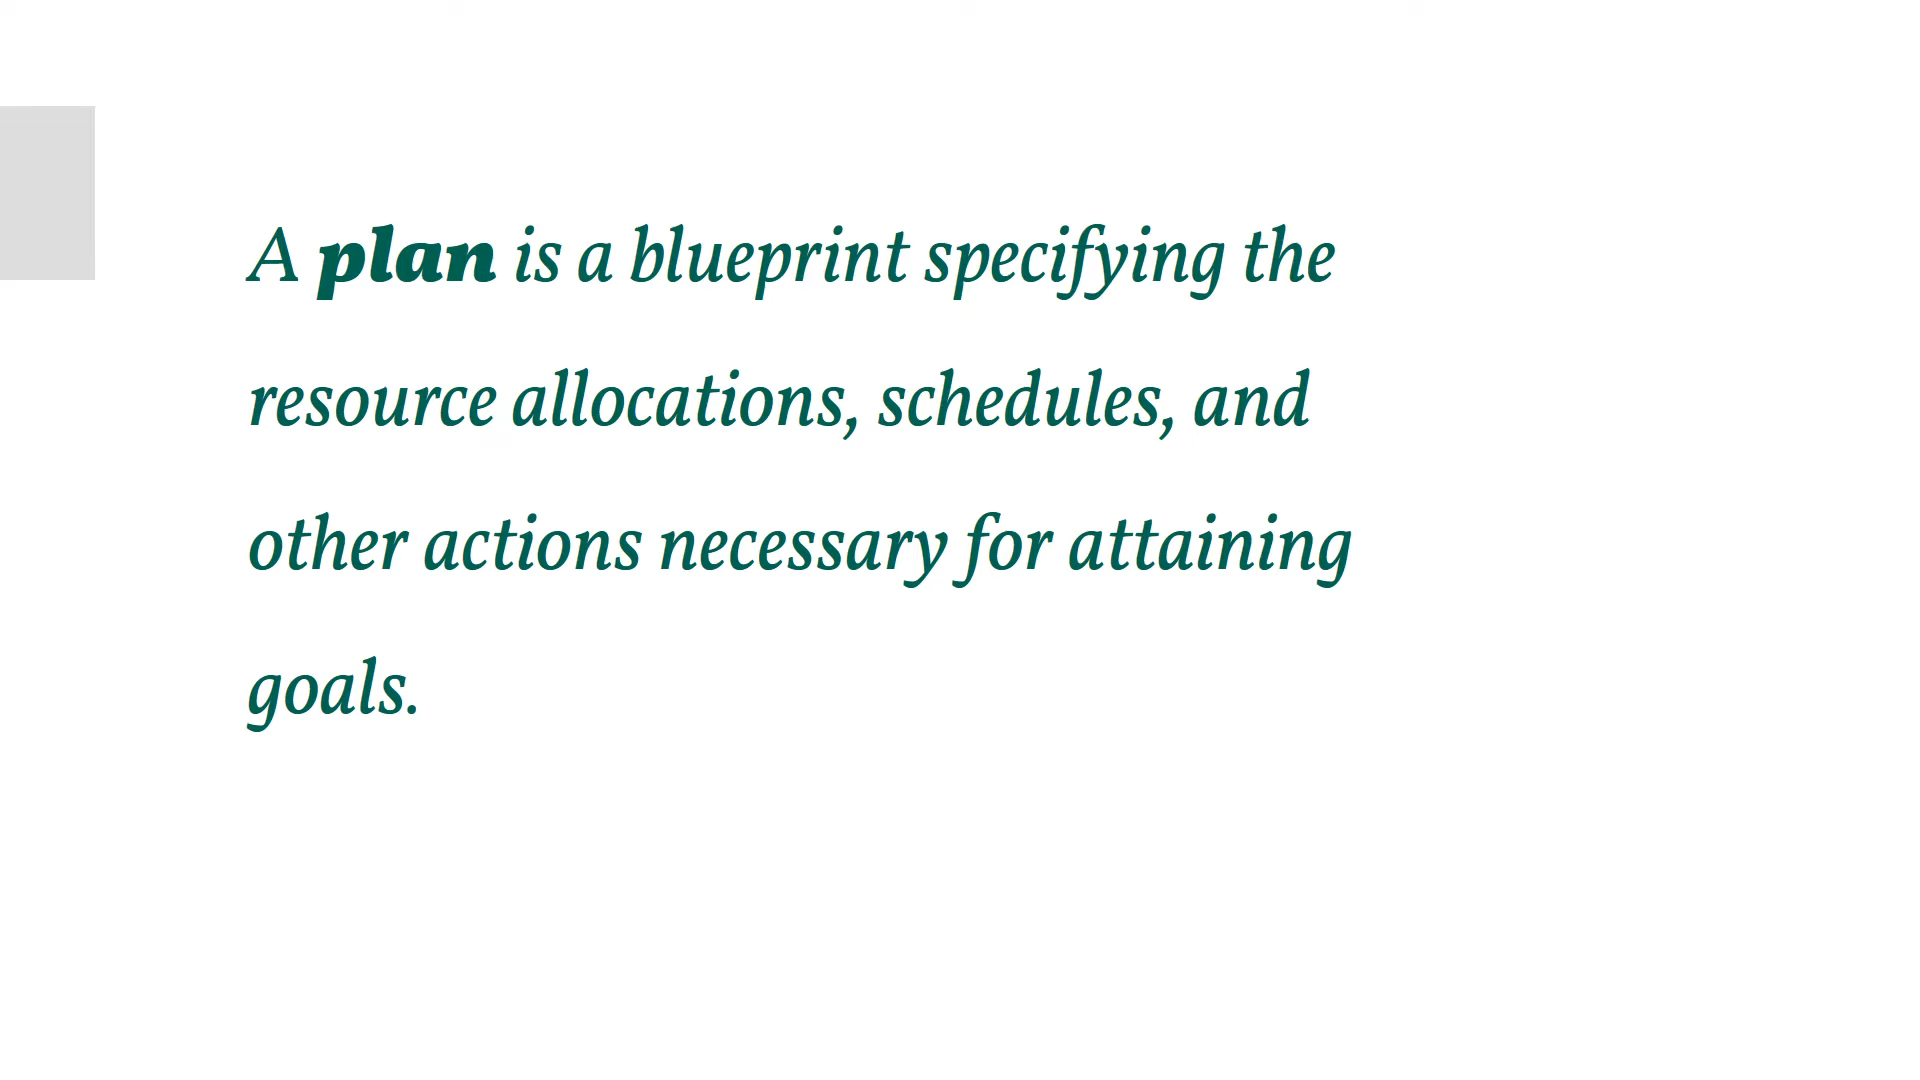 A plan is a blueprint specifying the
resource allocations, schedules, and
other actions necessary for attaining
goals.